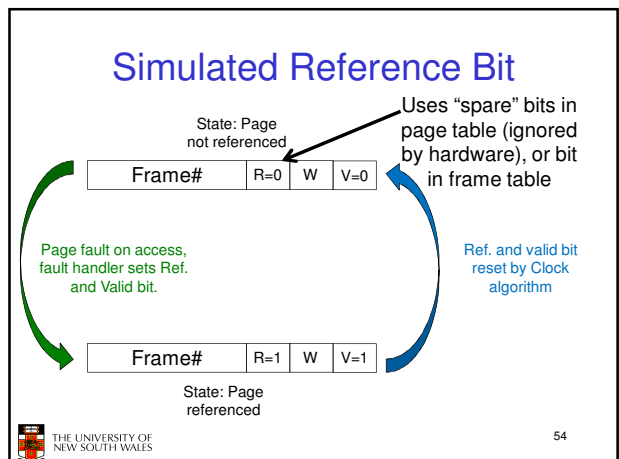 Simulated Reference Bit
Uses “spare” bits in
page table (ignored
by hardware), or bit
in frame table
State: Page
not referenced
Frame# R=0 W V=0
Page fault on access,
fault handler sets Ref.
and Valid bit.
Ref. and valid bit
reset by Clock
algorithm
Frame# R=1 W V=1
State: Page
referenced
THE UNIVERSITY OF
NEW SOUTH WALES
54